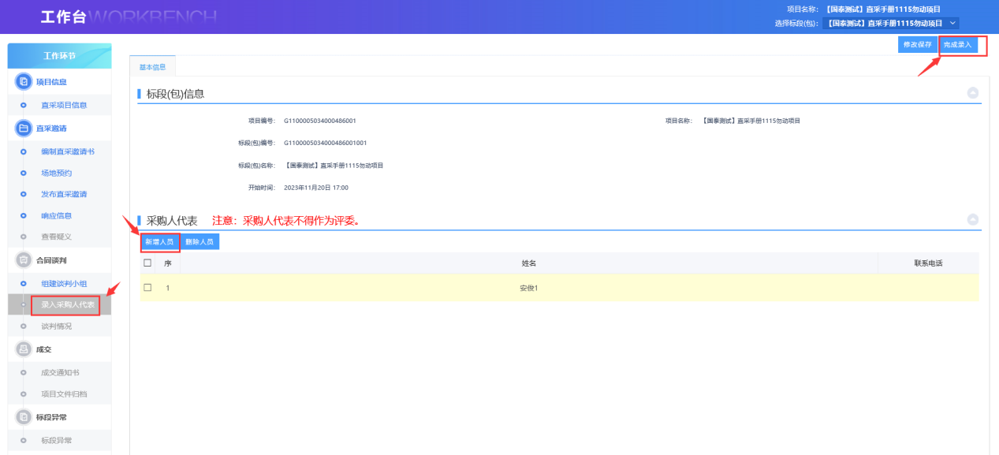 工作台WORKBENCH
项目名称: 【国泰测试】直采手册1115勿动项目
选择标段(包): 【国泰测试】直采手册1115勿动项目
修改保存 完成录入
工作环节
项目信息
直采项目信息
直采邀请
编制直采邀请书
场地预约
发布直采邀请
响应信息
查看疑义
合同谈判
组建谈判小组
录入采购人代表
谈判情况
成交
成交通知书
项目文件归档
标段异常
标段异常
基本信息
标段(包)信息
项目编号: G1100005034000486001 项目名称: 【国泰测试】直采手册1115勿动项目
标段(包)编号: G1100005034000486001001
标段(包)名称: 【国泰测试】直采手册1115勿动项目
开始时间: 2023年11月20日 17:00
采购人代表 注意：采购人代表不得作为评委。
新增人员 删除人员
序 姓名 联系电话
1 安俊1